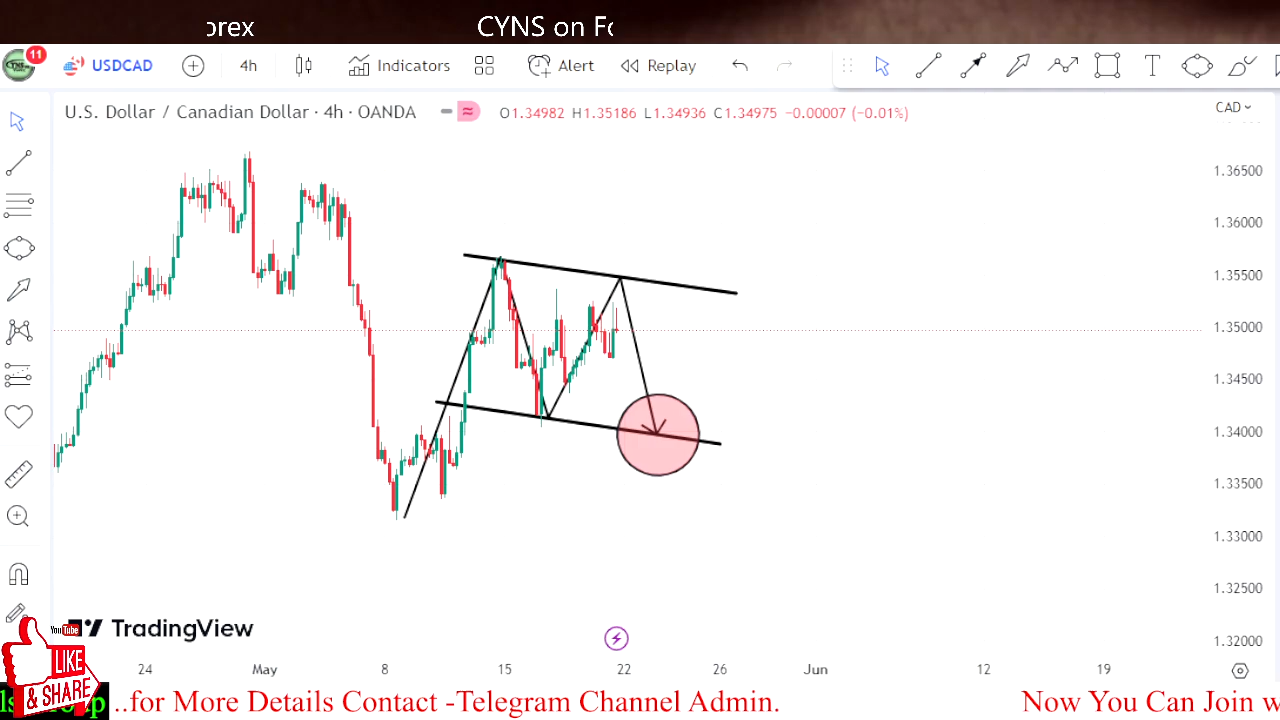 orex CYNS on Fo
11 USDCAD 4h Indicators Alert Replay
U.S. Dollar / Canadian Dollar · 4h · OANDA O1.34982 H1.35186 L1.34936 C1.34975 −0.00007 (−0.01%)
CAD
1.36500
1.36000
1.35500
1.35000
1.34500
1.34000
1.33500
1.33000
1.32500
1.32000
TradingView
YouTube
LIKE
& SHARE
24 May 8 15 22 26 Jun 12 19
..for More Details Contact -Telegram Channel Admin. Now You Can Join w